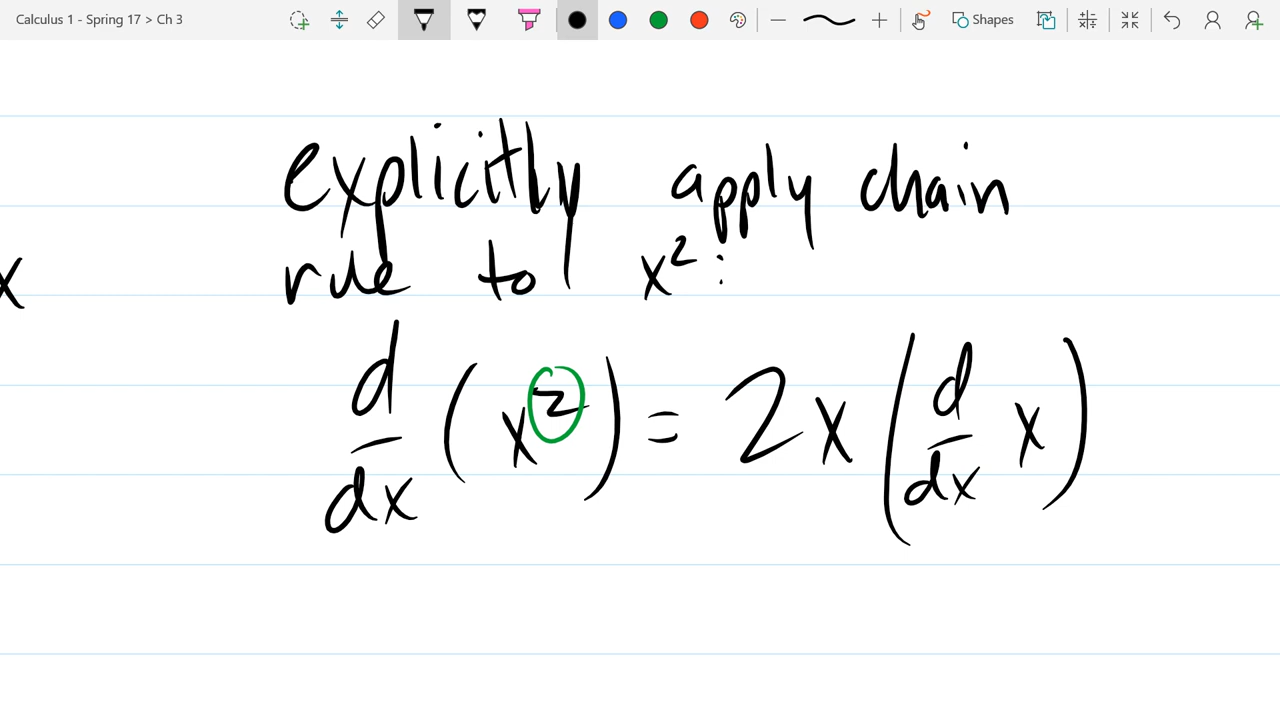 Calculus 1 - Spring 17 > Ch 3
Shapes
explicitly apply chain
rule to x²:
x
d/dx (x²) = 2x (d/dx x)